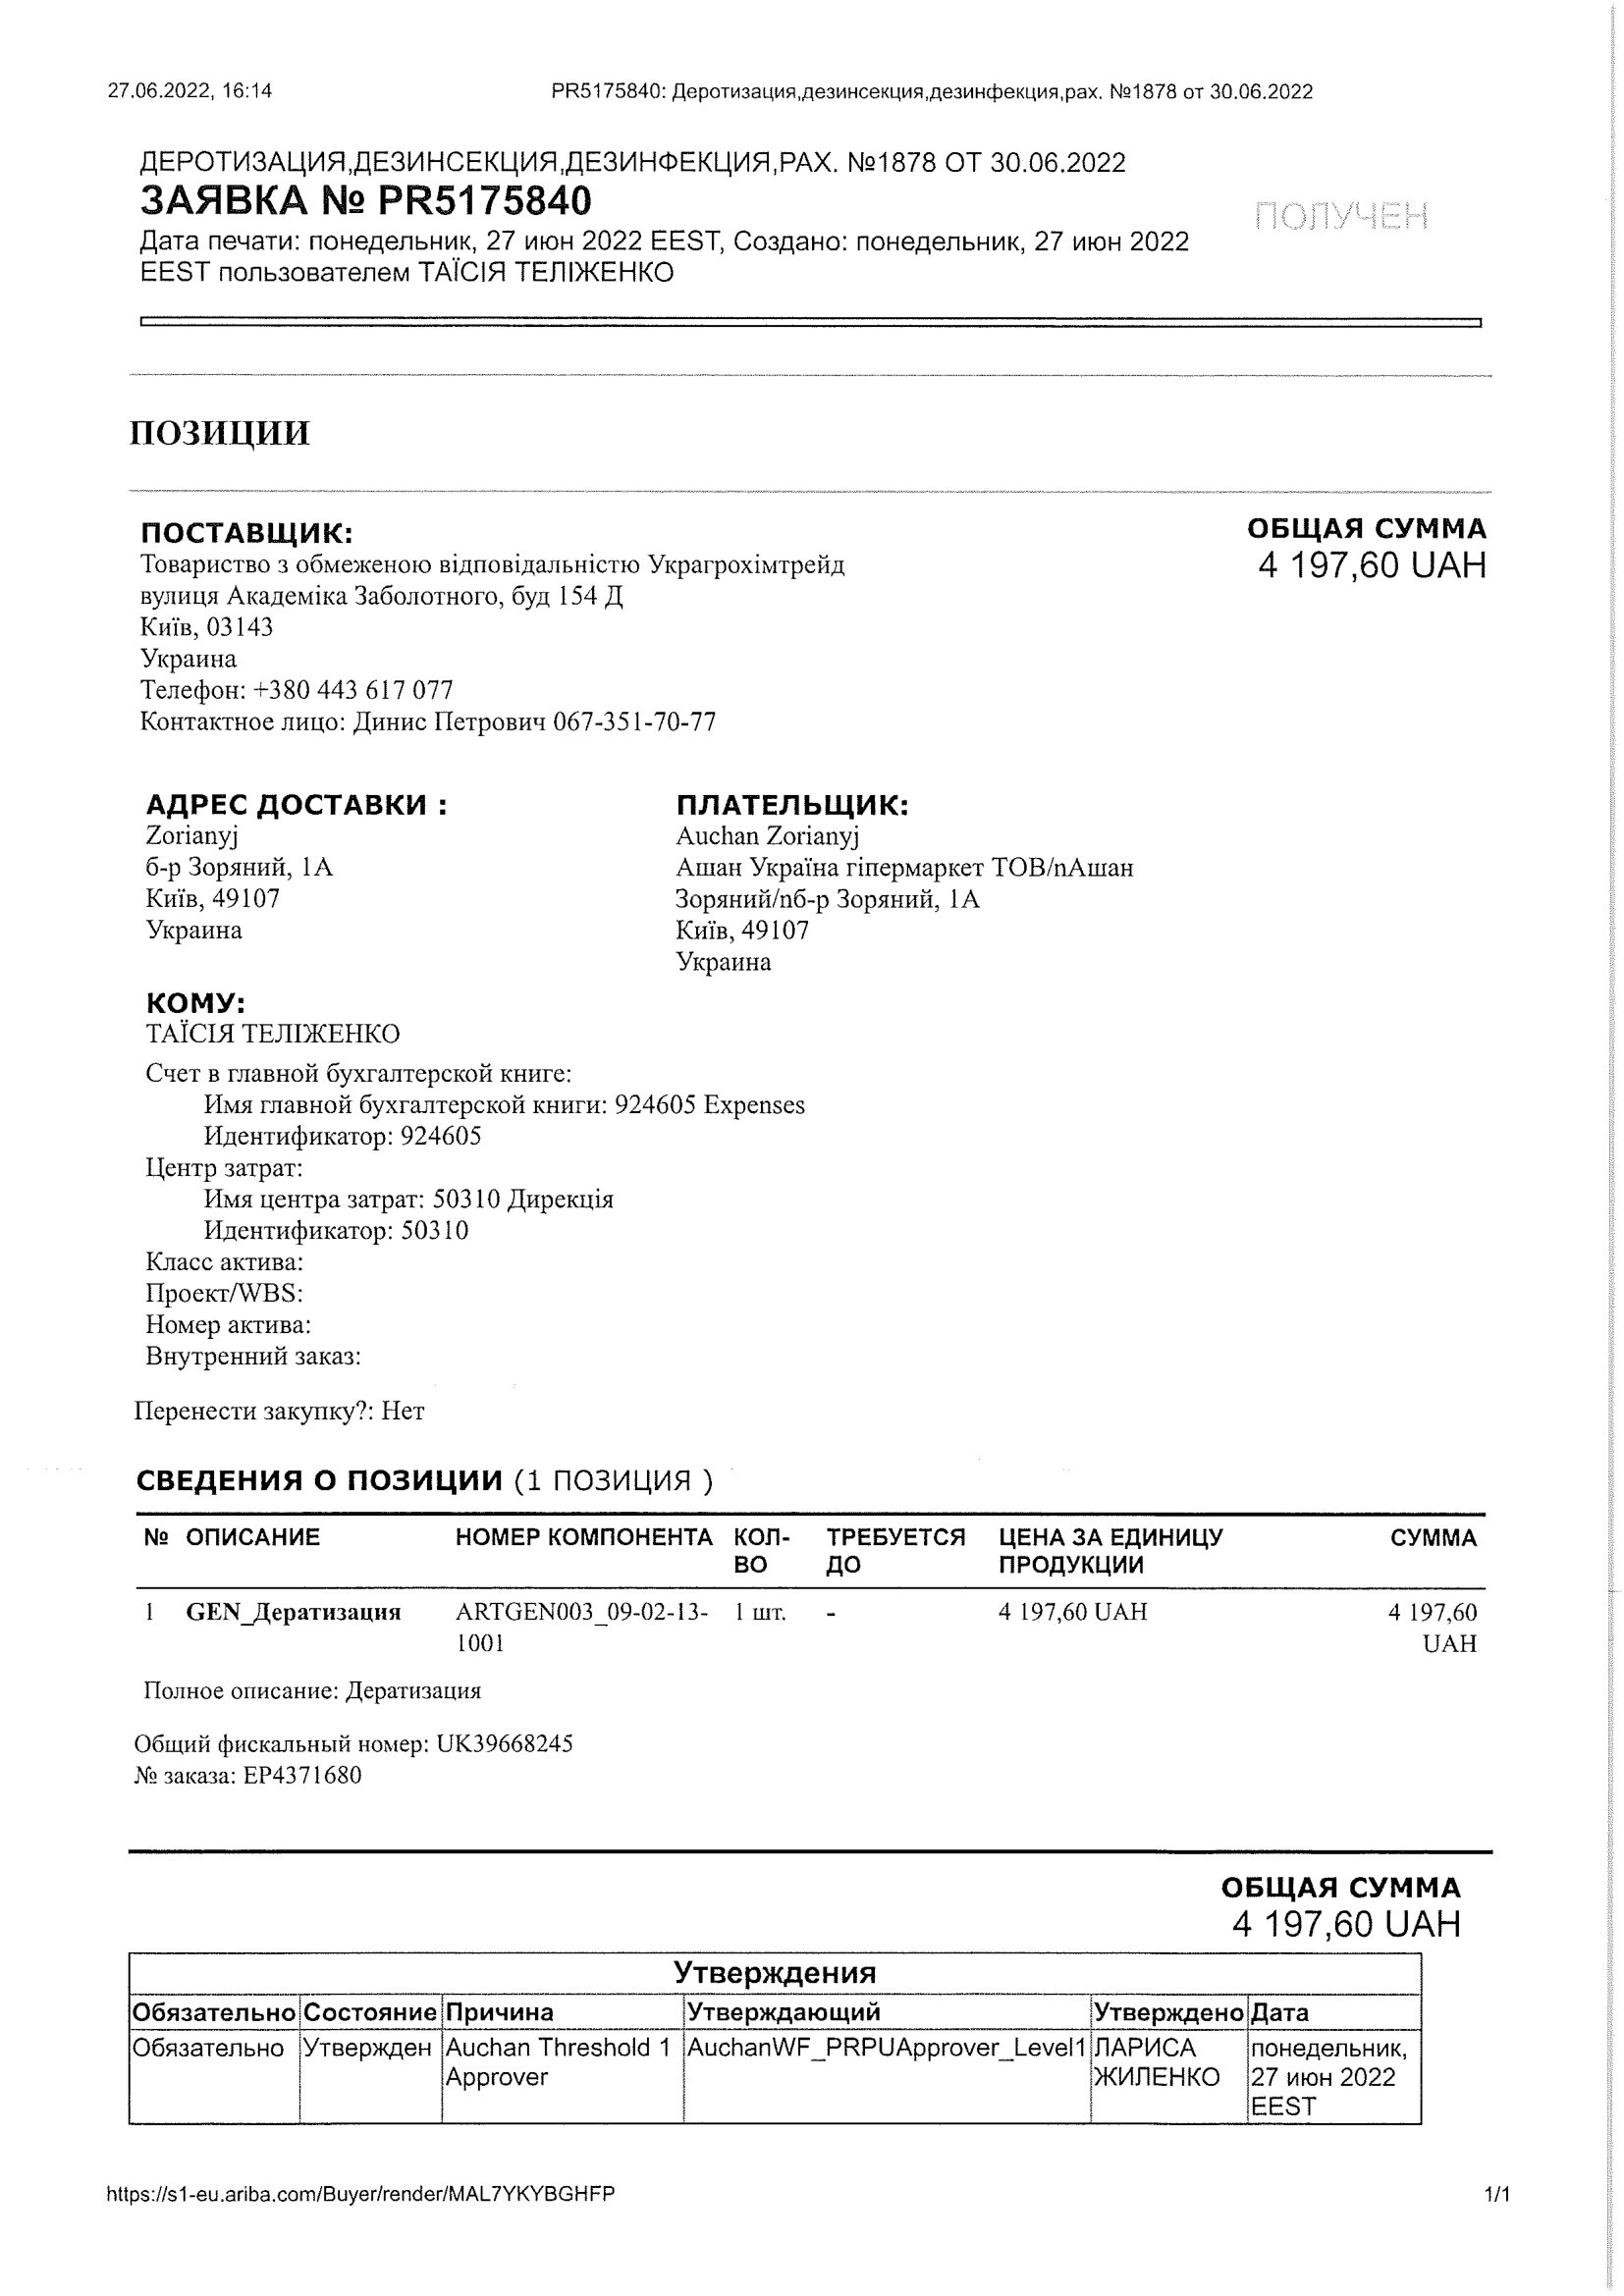 27.06.2022, 16:14 PR5175840: Деротизация,дезинсекция,дезинфекция,рах. №1878 от 30.06.2022
ДЕРОТИЗАЦИЯ,ДЕЗИНСЕКЦИЯ,ДЕЗИНФЕКЦИЯ,РАХ. №1878 ОТ 30.06.2022
ЗАЯВКА № PR5175840
ПОЛУЧЕН
Дата печати: понедельник, 27 июн 2022 EEST, Создано: понедельник, 27 июн 2022
EEST пользователем ТАЇСІЯ ТЕЛІЖЕНКО
ПОЗИЦИИ
ПОСТАВЩИК:
Товариство з обмеженою відповідальністю Украгрохімтрейд
вулиця Академіка Заболотного, буд 154 Д
Київ, 03143
Украина
Телефон: +380 443 617 077
Контактное лицо: Динис Петрович 067-351-70-77
ОБЩАЯ СУММА
4 197,60 UAH
АДРЕС ДОСТАВКИ :
Zorianyj
б-р Зоряний, 1А
Київ, 49107
Украина
ПЛАТЕЛЬЩИК:
Auchan Zorianyj
Ашан Україна гіпермаркет ТОВ/nАшан
Зоряний/nб-р Зоряний, 1А
Київ, 49107
Украина
КОМУ:
ТАЇСІЯ ТЕЛІЖЕНКО
Счет в главной бухгалтерской книге:
Имя главной бухгалтерской книги: 924605 Expenses
Идентификатор: 924605
Центр затрат:
Имя центра затрат: 50310 Дирекція
Идентификатор: 50310
Класс актива:
Проект/WBS:
Номер актива:
Внутренний заказ:
Перенести закупку?: Нет
СВЕДЕНИЯ О ПОЗИЦИИ (1 ПОЗИЦИЯ )
№ ОПИСАНИЕ НОМЕР КОМПОНЕНТА КОЛ- ТРЕБУЕТСЯ ЦЕНА ЗА ЕДИНИЦУ СУММА
ВО ДО ПРОДУКЦИИ
1 GEN_Дератизация ARTGEN003_09-02-13- 1 шт. - 4 197,60 UAH 4 197,60
1001 UAH
Полное описание: Дератизация
Общий фискальный номер: UK39668245
№ заказа: EP4371680
ОБЩАЯ СУММА
4 197,60 UAH
Утверждения
Обязательно Состояние Причина Утверждающий Утверждено Дата
Обязательно Утвержден Auchan Threshold 1 AuchanWF_PRPUApprover_Level1 ЛАРИСА понедельник,
Approver ЖИЛЕНКО 27 июн 2022
EEST
https://s1-eu.ariba.com/Buyer/render/MAL7YKYBGHFP 1/1